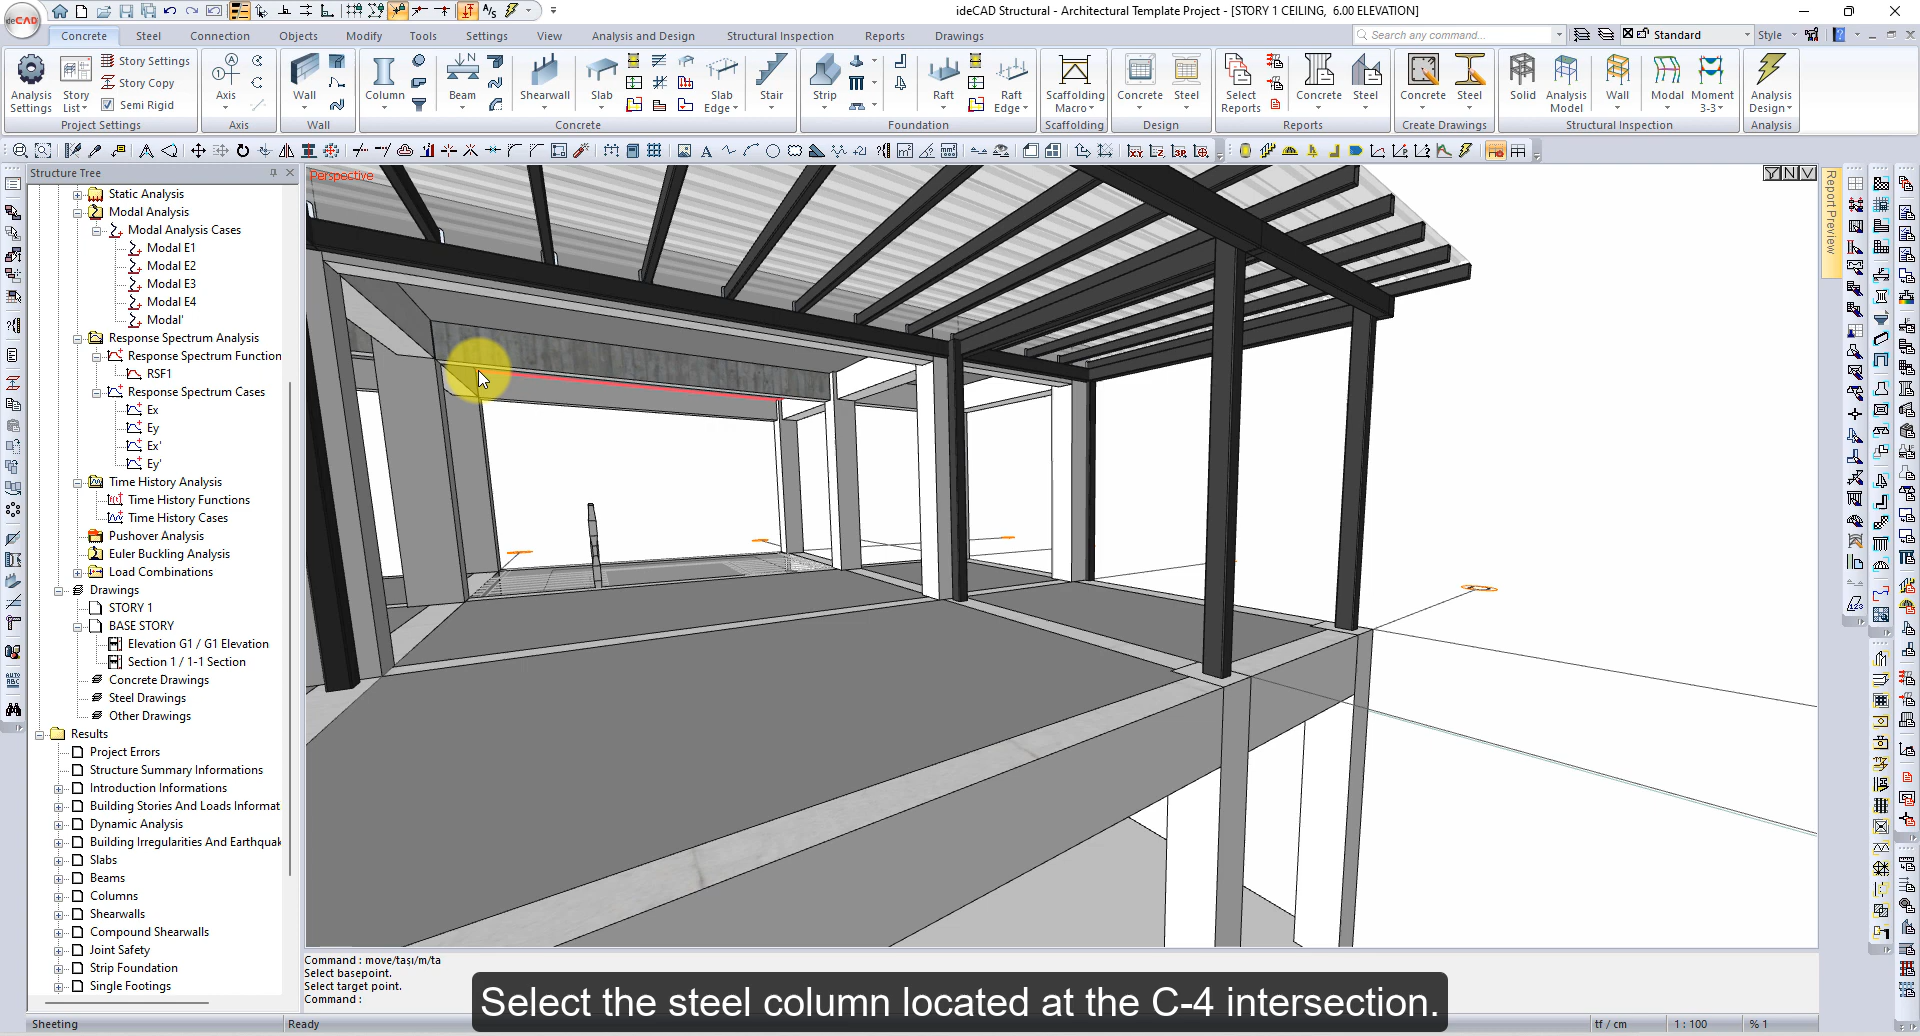 ideCAD
ideCAD Structural - Architectural Template Project - [STORY 1 CEILING, 6.00 ELEVATION]
Concrete Steel Connection Objects Modify Tools Settings View Analysis and Design Structural Inspection Reports Drawings
Search any command... Standard Style
Analysis Settings
Story List
Story Settings
Story Copy
Semi Rigid
Axis
Wall
Column
Beam
Shearwall
Slab
Slab Edge
Stair
Strip
Raft
Raft Edge
Scaffolding Macro
Concrete
Steel
Select Reports
Concrete
Steel
Concrete
Steel
Solid
Analysis Model
Wall
Modal
Moment 3-3
Analysis Design
Project Settings Axis Wall Concrete Foundation Scaffolding Design Reports Create Drawings Structural Inspection Analysis
Structure Tree
Perspective
Report Preview
Static Analysis
Modal Analysis
Modal Analysis Cases
Modal E1
Modal E2
Modal E3
Modal E4
Modal'
Response Spectrum Analysis
Response Spectrum Function
RSF1
Response Spectrum Cases
Ex
Ey
Ex'
Ey'
Time History Analysis
Time History Functions
Time History Cases
Pushover Analysis
Euler Buckling Analysis
Load Combinations
Drawings
STORY 1
BASE STORY
Elevation G1 / G1 Elevation
Section 1 / 1-1 Section
Concrete Drawings
Steel Drawings
Other Drawings
Results
Project Errors
Structure Summary Informations
Introduction Informations
Building Stories And Loads Informat
Dynamic Analysis
Building Irregularities And Earthquak
Slabs
Beams
Columns
Shearwalls
Compound Shearwalls
Joint Safety
Strip Foundation
Single Footings
Command : move/taşı/m/ta
Select basepoint.
Select target point.
Command :
Select the steel column located at the C-4 intersection.
Sheeting Ready tf / cm 1 : 100 % 1